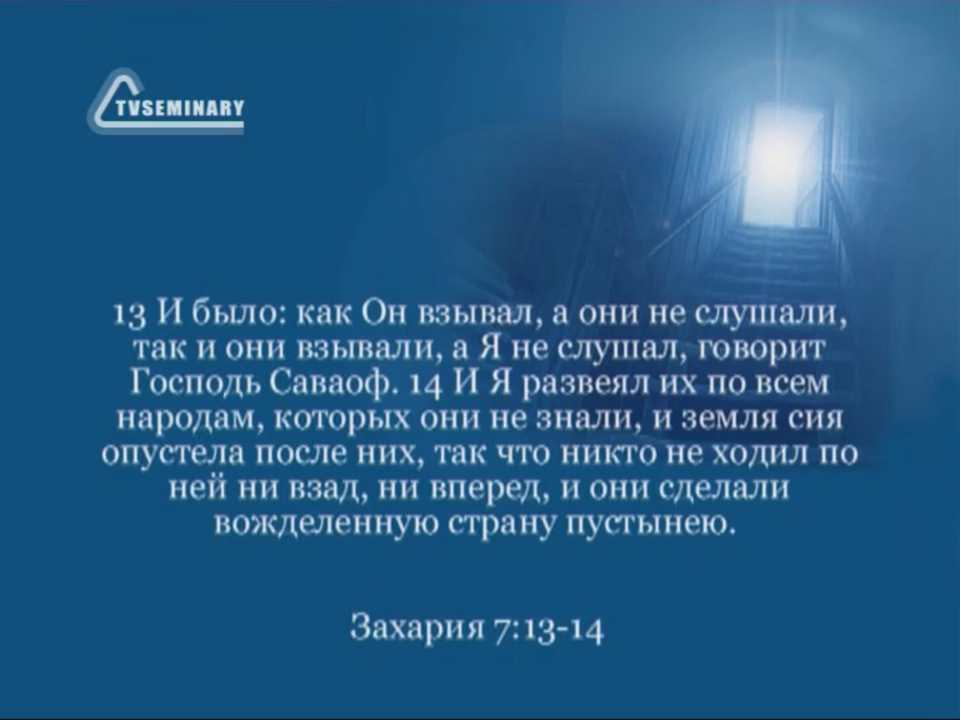 TVSEMINARY
13 И было: как Он взывал, а они не слушали,
так и они взывали, а Я не слушал, говорит
Господь Саваоф. 14 И Я развеял их по всем
народам, которых они не знали, и земля сия
опустела после них, так что никто не ходил по
ней ни взад, ни вперед, и они сделали
вожделенную страну пустынею.
Захария 7:13-14